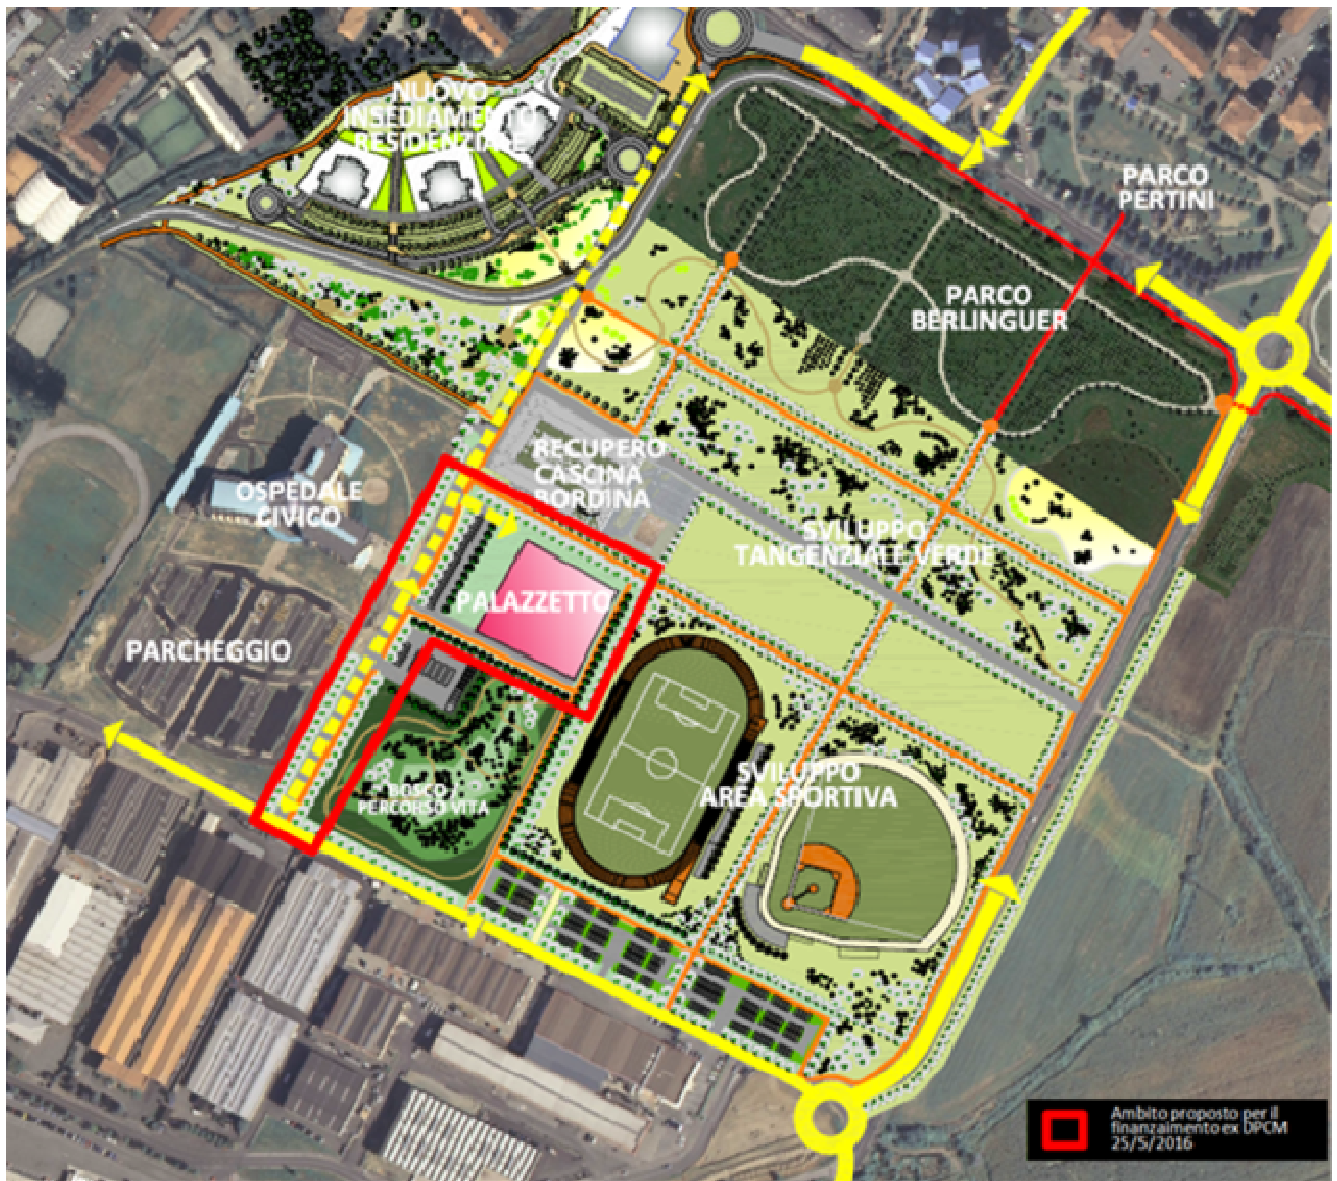 NUOVO
INSEDIAMENTO
RESIDENZIALE
PARCO
PERTINI
PARCO
BERLINGUER
RECUPERO
CASCINA
BORDINA
OSPEDALE
CIVICO
SVILUPPO
TANGENZIALE VERDE
PALAZZETTO
PARCHEGGIO
SVILUPPO
AREA SPORTIVA
BOSCO /
PERCORSO VITA
Ambito proposto per il
finanzaimento ex DPCM
25/5/2016